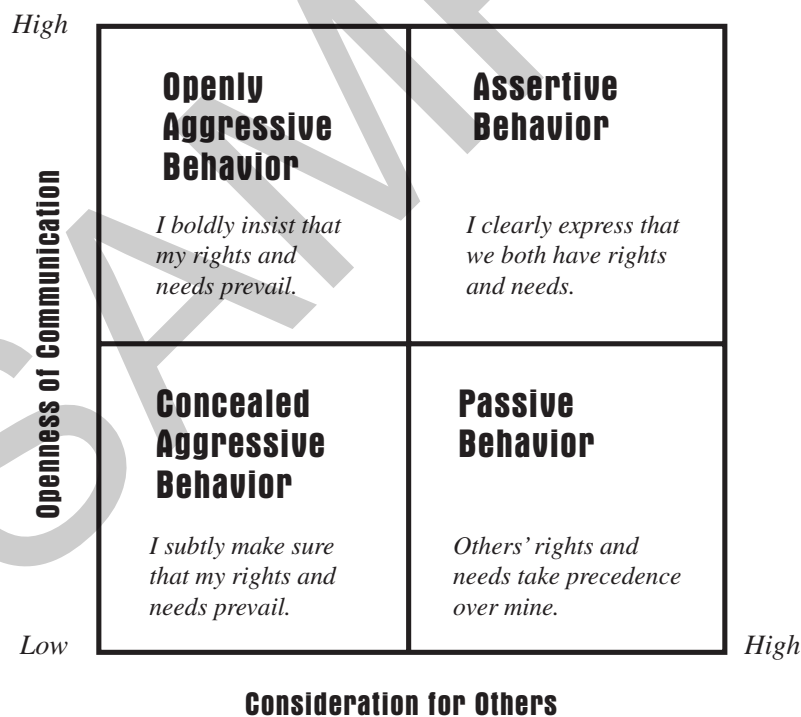 High
Openly
Aggressive
Behavior
I boldly insist that
my rights and
needs prevail.
Assertive
Behavior
I clearly express that
we both have rights
and needs.
Openness of Communication
Concealed
Aggressive
Behavior
I subtly make sure
that my rights and
needs prevail.
Passive
Behavior
Others’ rights and
needs take precedence
over mine.
Low
High
Consideration for Others